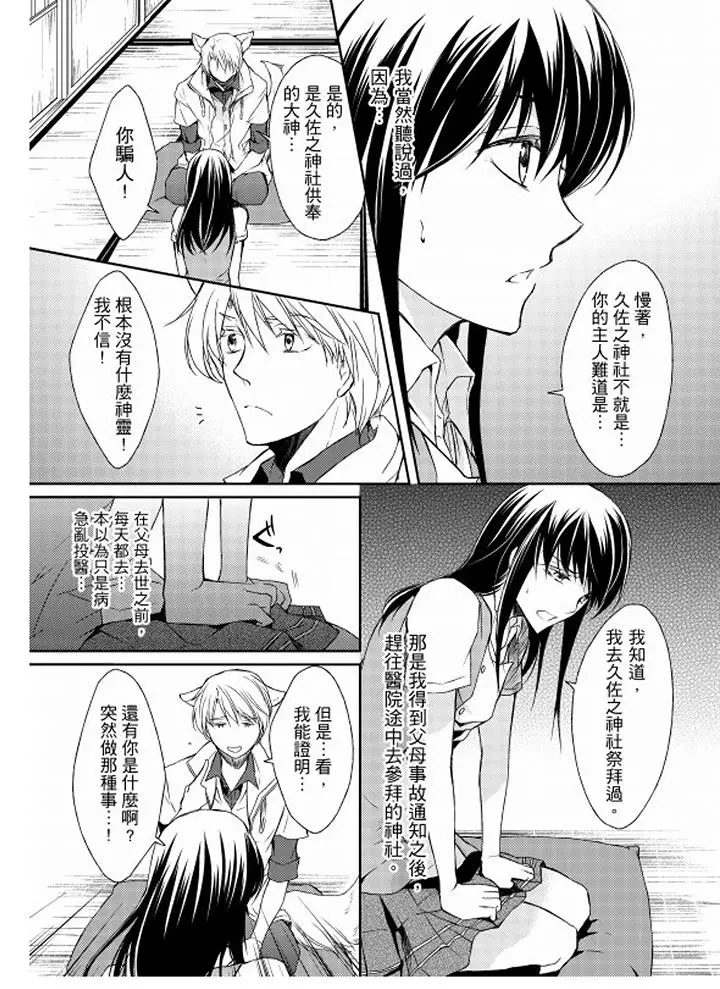 慢著，
久佐之神社不就是…
你的主人難道是…
我當然聽說過，
因為…
是的，
是久佐之神社供奉
的大神…
你騙人！
根本沒有什麼神靈！
我不信！
我知道，
我去久佐之神社祭拜過。
那是我得到父母事故通知之後，
趕往醫院途中去參拜的神社。
ぐっ
在父母去世之前，
每天都去…
本以為只是病
急亂投醫…
但是…看，
我能證明…
還有你是什麼啊？
突然做那種事…！